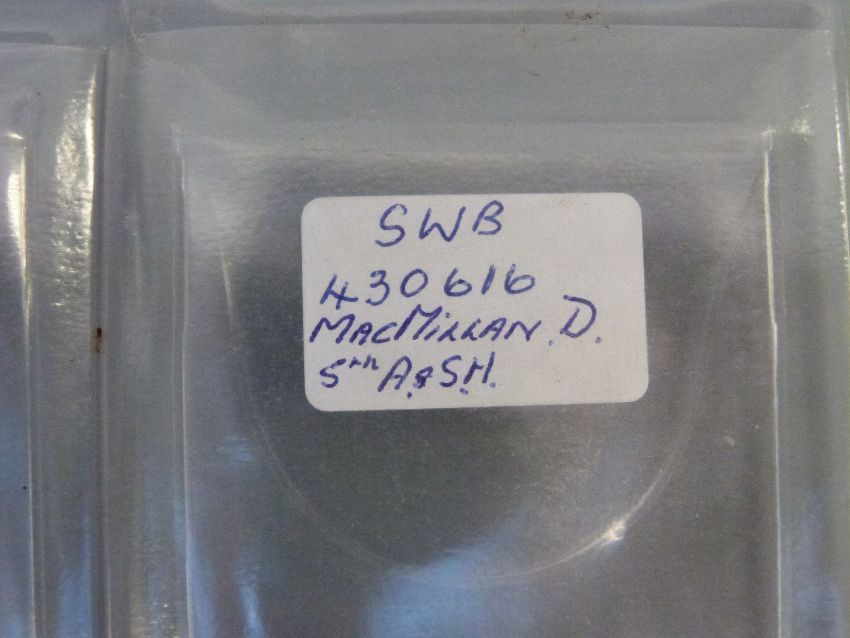 SWB
430616
MACMILLAN. D.
5TH A.&S.H.